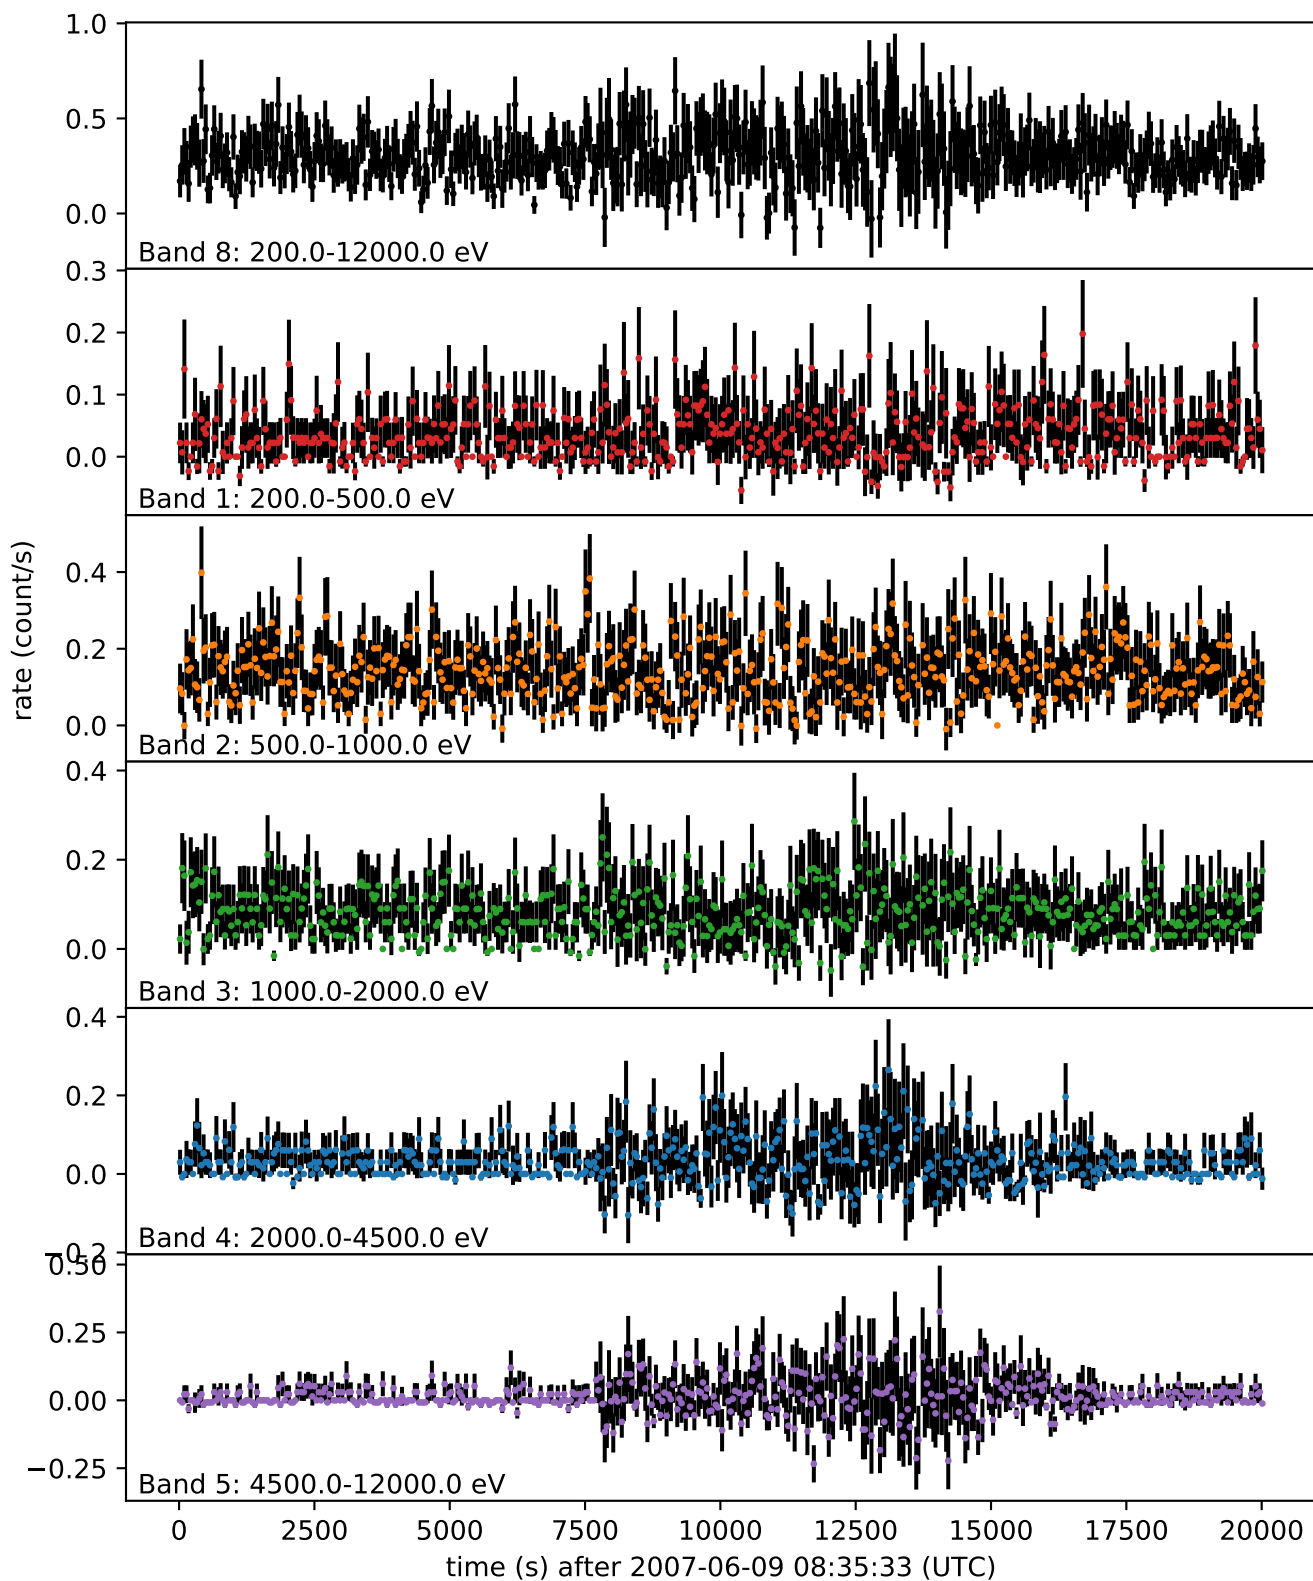 1.0
0.5
0.0
Band 8: 200.0-12000.0 eV
0.3
0.2
0.1
0.0
Band 1: 200.0-500.0 eV
0.4
0.2
0.0
Band 2: 500.0-1000.0 eV
rate (count/s)
0.4
0.2
0.0
Band 3: 1000.0-2000.0 eV
0.4
0.2
0.0
−0.2
Band 4: 2000.0-4500.0 eV
0.50
0.25
0.00
−0.25
Band 5: 4500.0-12000.0 eV
0 2500 5000 7500 10000 12500 15000 17500 20000
time (s) after 2007-06-09 08:35:33 (UTC)